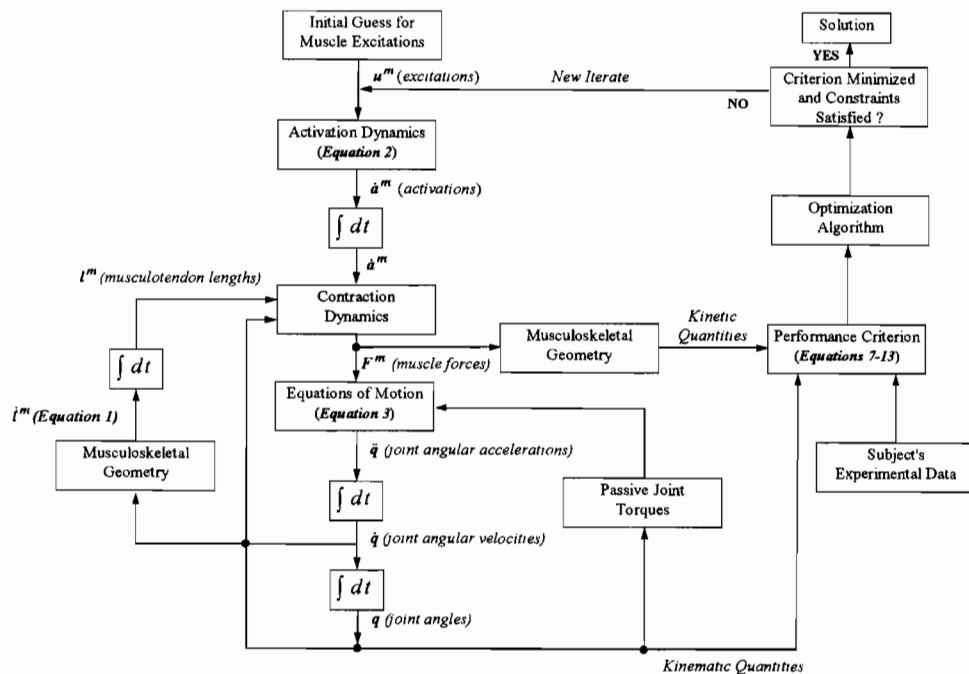 Initial Guess for
Muscle Excitations
u^m (excitations)
New Iterate
NO
Solution
YES
Criterion Minimized
and Constraints
Satisfied ?
Activation Dynamics
(Equation 2)
ȧ^m (activations)
∫ dt
ȧ^m
Optimization
Algorithm
l^m (musculotendon lengths)
Contraction
Dynamics
∫ dt
F^m (muscle forces)
Musculoskeletal
Geometry
Kinetic
Quantities
Performance Criterion
(Equations 7-13)
l̇^m (Equation 1)
Musculoskeletal
Geometry
Equations of Motion
(Equation 3)
q̈ (joint angular accelerations)
∫ dt
q̇ (joint angular velocities)
∫ dt
q (joint angles)
Passive Joint
Torques
Subject's
Experimental Data
Kinematic Quantities